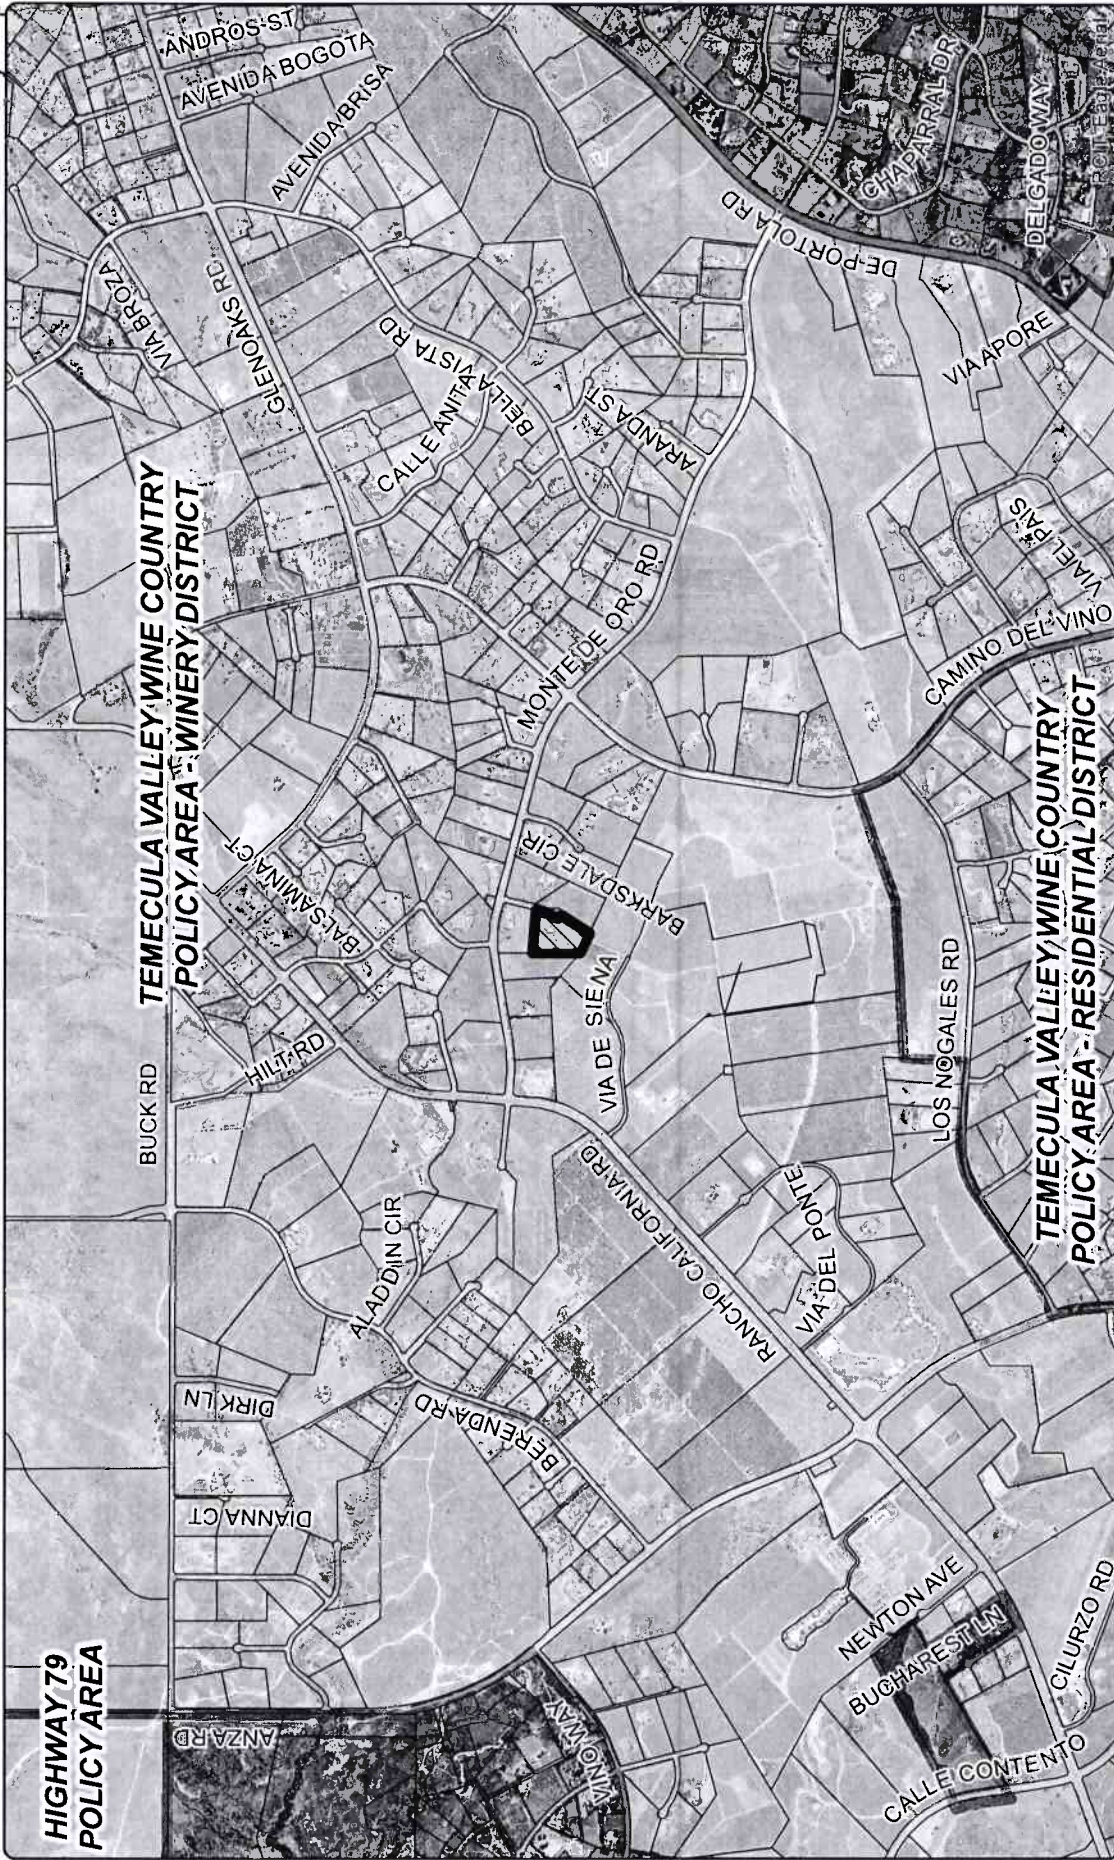 HIGHWAY 79
POLICY AREA
TEMECULA VALLEY WINE COUNTRY
POLICY AREA - WINERY DISTRICT
TEMECULA VALLEY WINE COUNTRY
POLICY AREA - RESIDENTIAL DISTRICT
ANZA RD
DIANNA CT
DIRK LN
BUCK RD
HILT RD
BALSAMINA CT
GLENOAKS RD
VIA BROZA
ANDROS ST
AVENIDA BOGOTA
AVENIDA BRISA
ALADDIN CIR
BERENDA RD
VINO WAY
CALLE ANITA
BELLA VISTA RD
ARANDA ST
MONTE DE ORO RD
BARKSDALE CIR
VIA DE SIENA
RANCHO CALIFORNIA RD
VIA DEL PONTE
LOS NOGALES RD
CAMINO DEL VINO
VIA EL PAIS
VIA APORE
DE PORTOLA RD
CHAPARRAL DR
DELGADO WAY
NEWTON AVE
BUCHAREST LN
CALLE CONTENTO
CILURZO RD